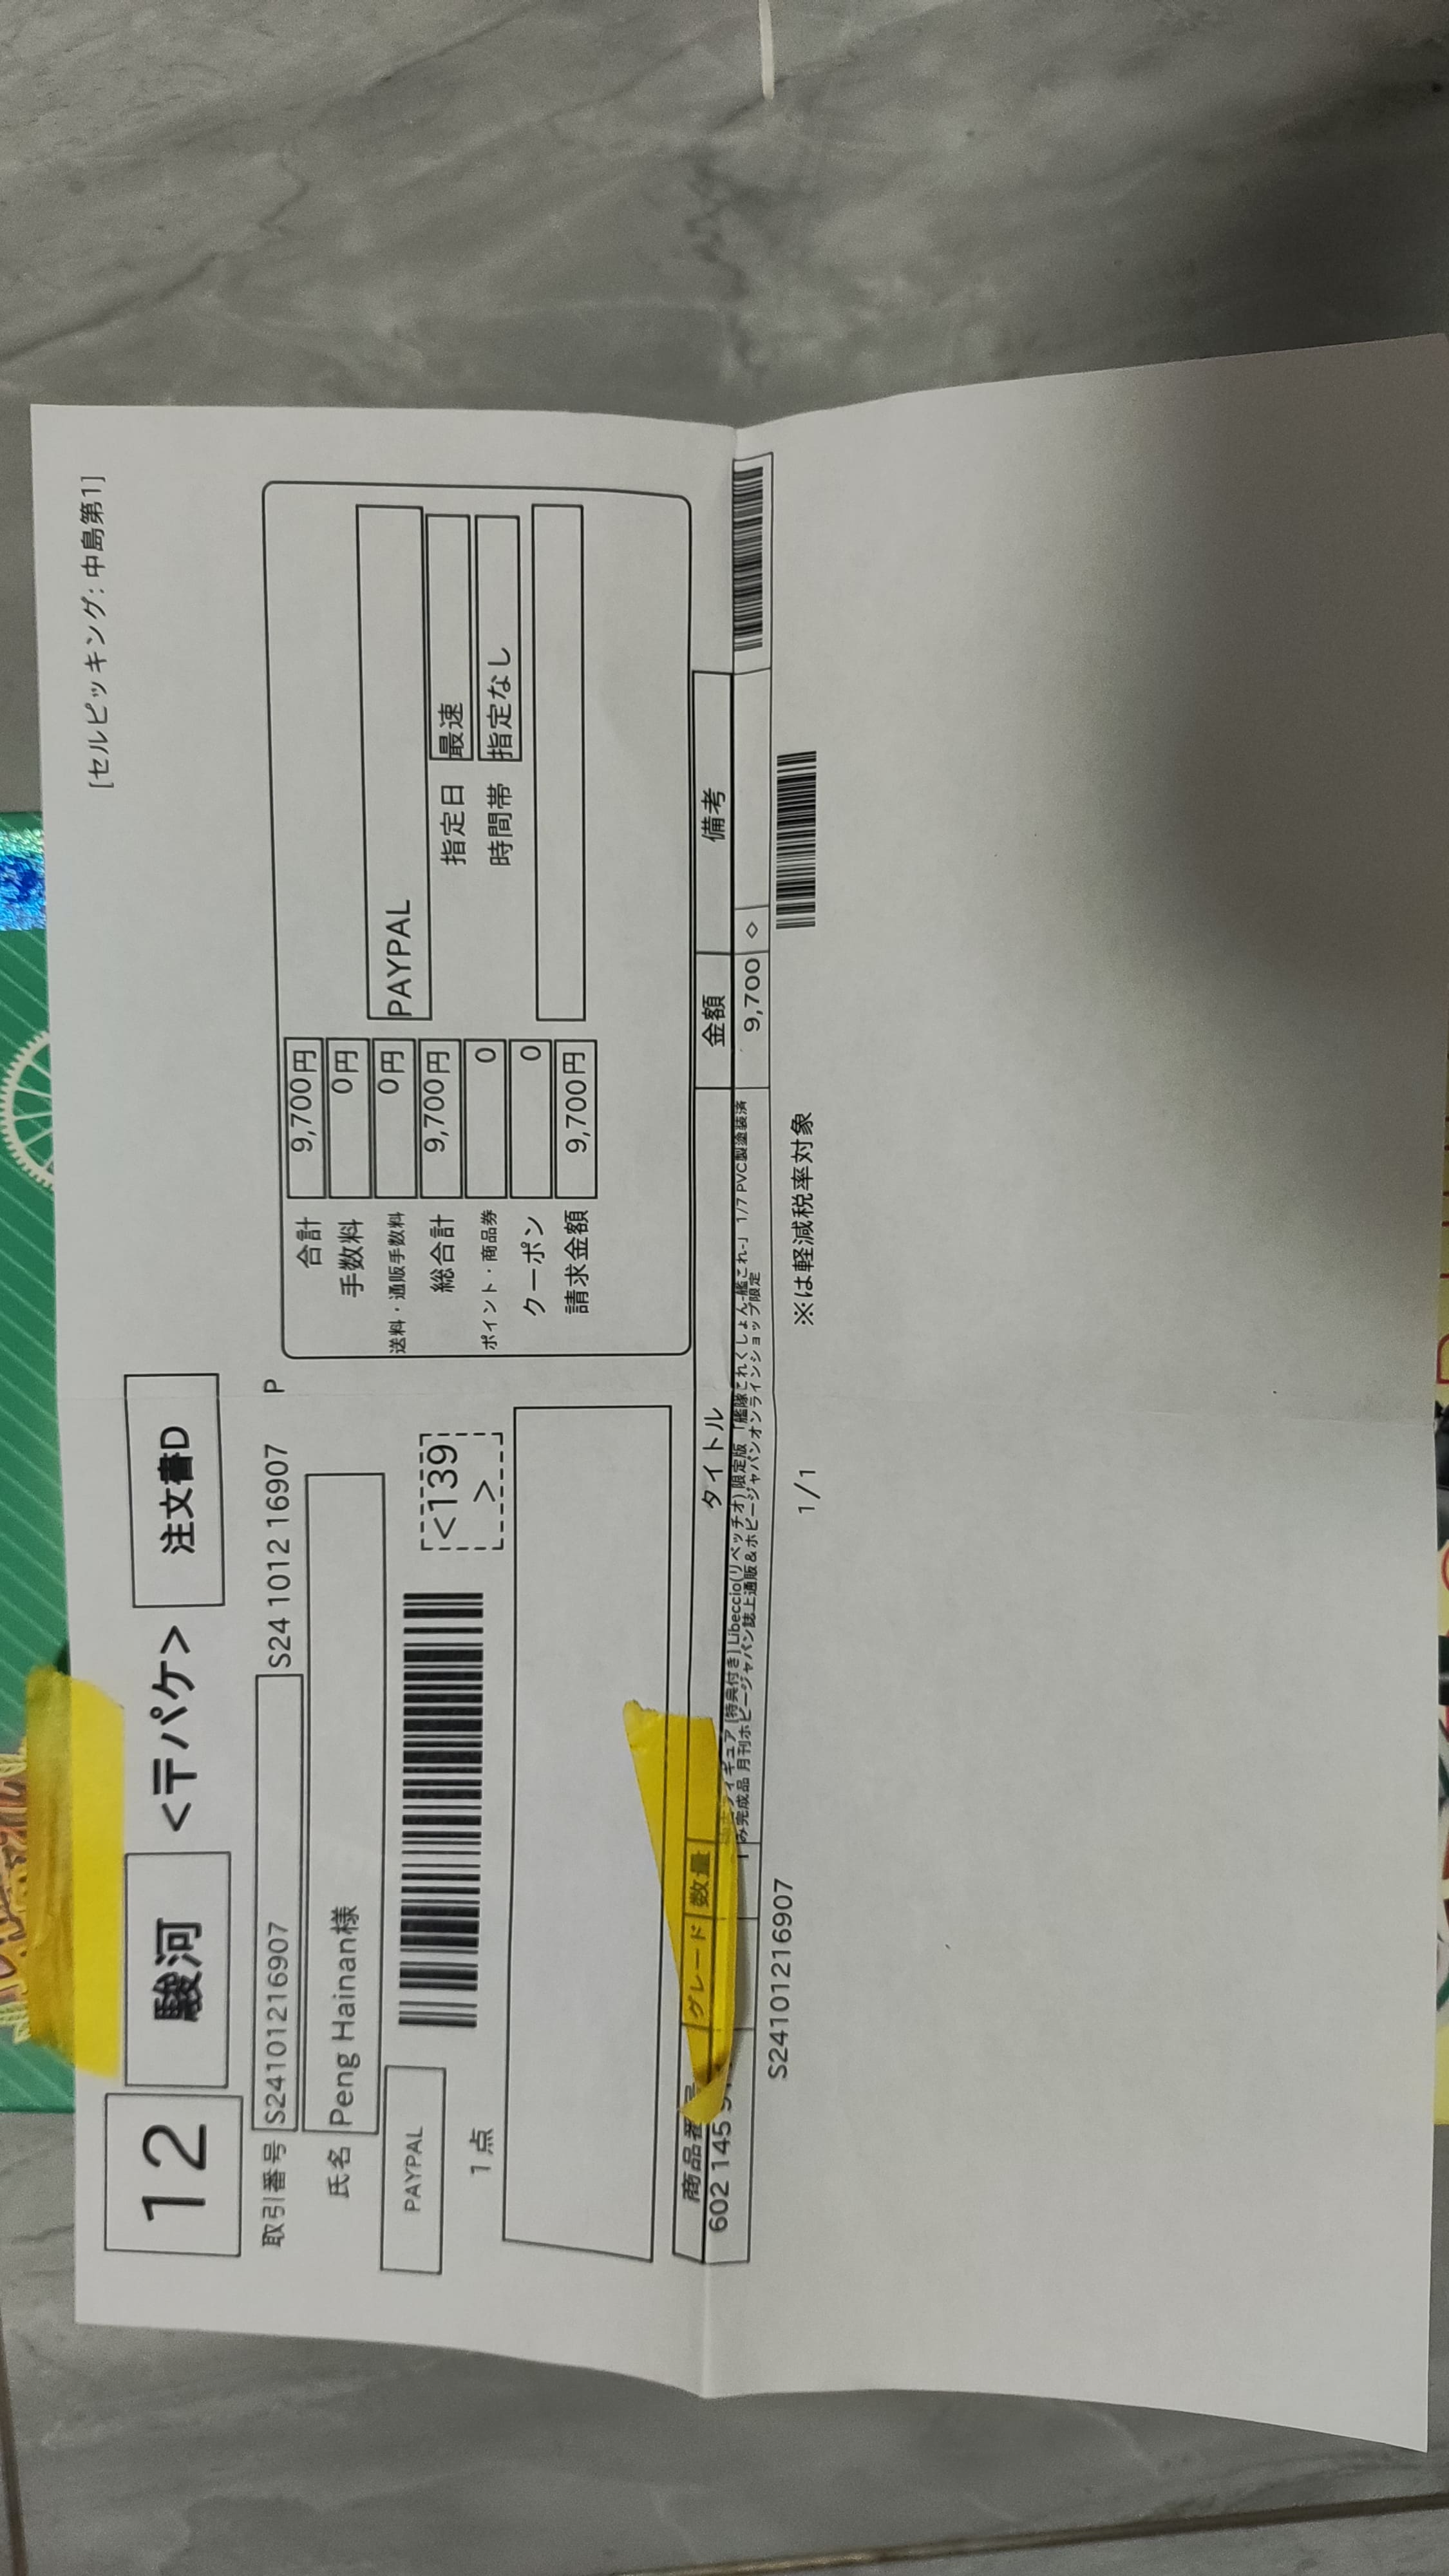 [セルピッキング: 中島第1]
12 駿河 <〒パケ> 注文書D
取引番号 S24101216907 S24 1012 16907 P
氏名 Peng Hainan様
PAYPAL
1点
<139
>
合計 9,700円
手数料 0円
送料・通販手数料 0円
総合計 9,700円
ポイント・商品券 0
クーポン 0
請求金額 9,700円
PAYPAL
指定日 最速
時間帯 指定なし
商品番号 グレード 数量 タイトル 金額 備考
602 145 1 フィギュア [特典付き] Libeccio(リベッチオ) 限定版 「艦隊これくしょん-艦これ-」 1/7 PVC製塗装済 9,700 ◇
み完成品 月刊ホビージャパン誌上通販&ホビージャパンオンラインショップ限定
S24101216907 1/1 ※は軽減税率対象